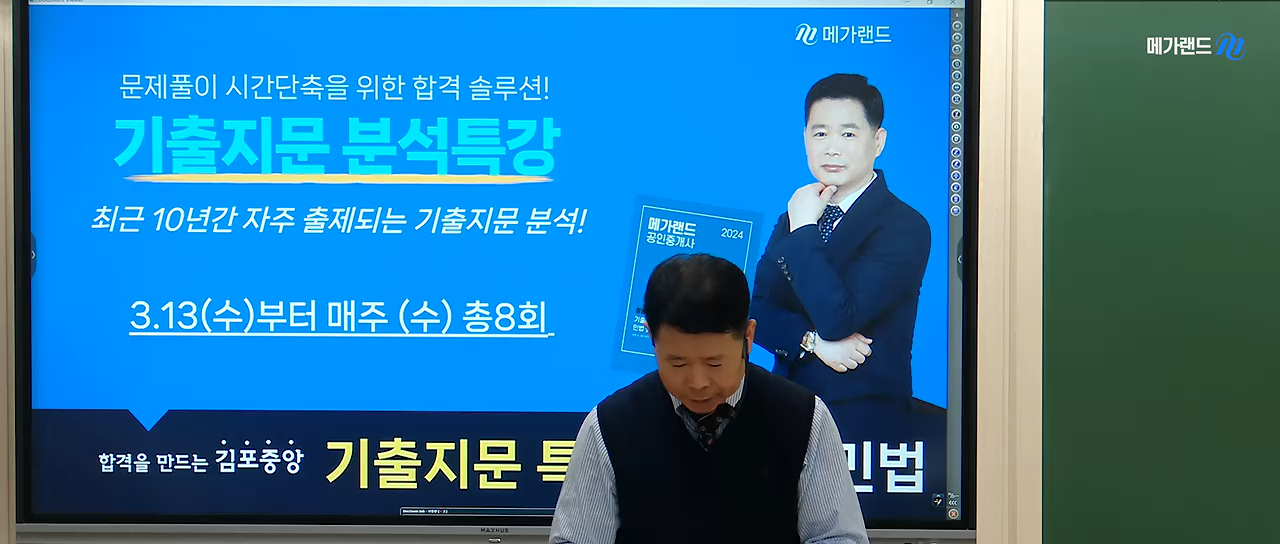 메가랜드
메가랜드
문제풀이 시간단축을 위한 합격 솔루션!
기출지문 분석특강
최근 10년간 자주 출제되는 기출지문 분석!
메가랜드
공인중개사
2024
3.13(수)부터 매주 (수) 총8회
합격을 만드는 김포중앙 기출지문 특 민법
MAXHUB